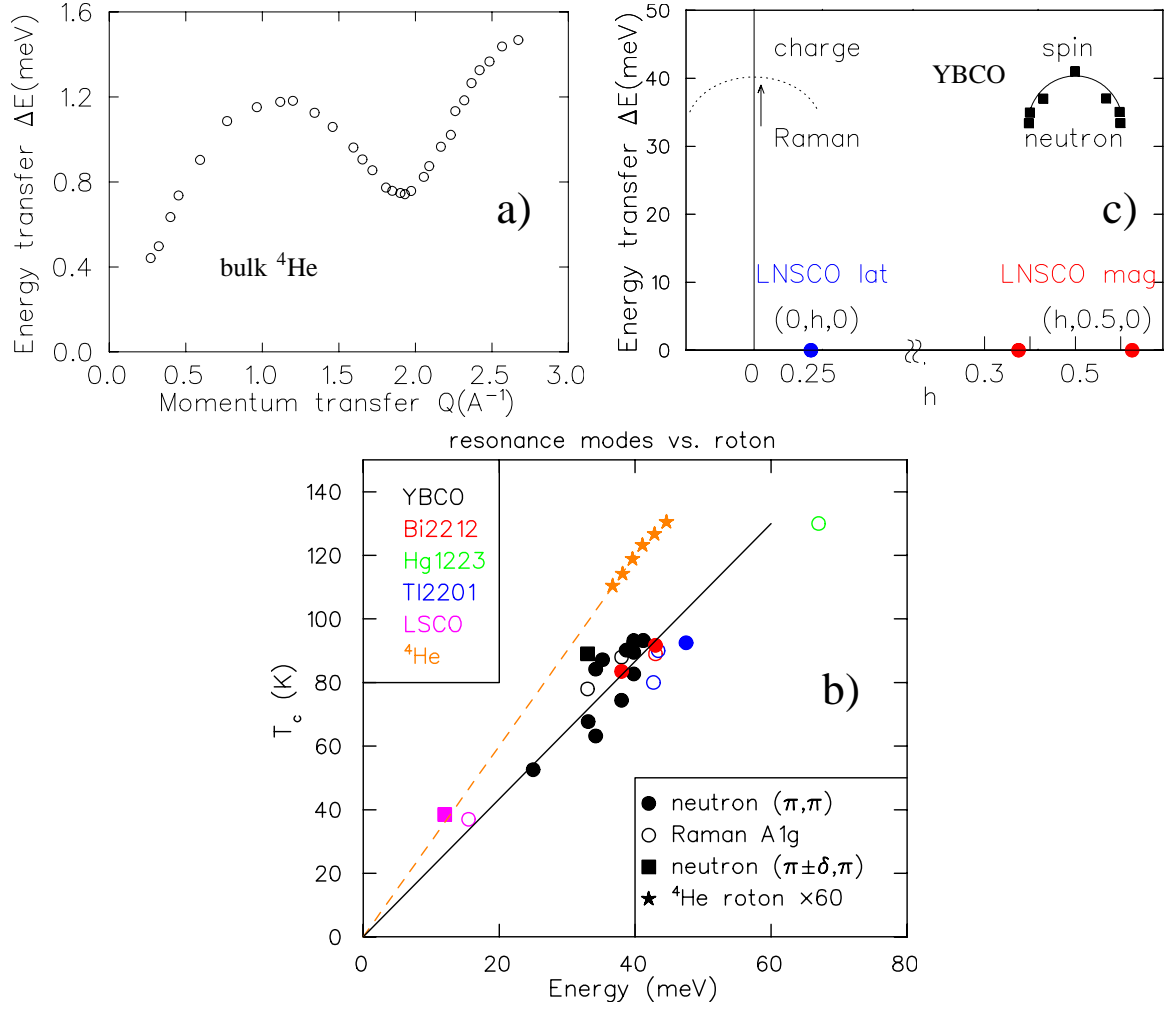 Energy transfer ΔE(meV)
1.6
1.2
0.8
0.4
0.0
a)
bulk ⁴He
0.0 0.5 1.0 1.5 2.0 2.5 3.0
Momentum transfer Q(A⁻¹)
Energy transfer ΔE(meV)
50
40
30
20
10
0
charge
spin
YBCO
Raman
neutron
c)
LNSCO lat
LNSCO mag
(0,h,0)
(h,0.5,0)
0 0.25 0.3 0.5
h
resonance modes vs. roton
T_c (K)
140
120
100
80
60
40
20
0
YBCO
Bi2212
Hg1223
Tl2201
LSCO
⁴He
b)
neutron (π,π)
Raman A1g
neutron (π±δ,π)
⁴He roton ×60
0 20 40 60 80
Energy (meV)